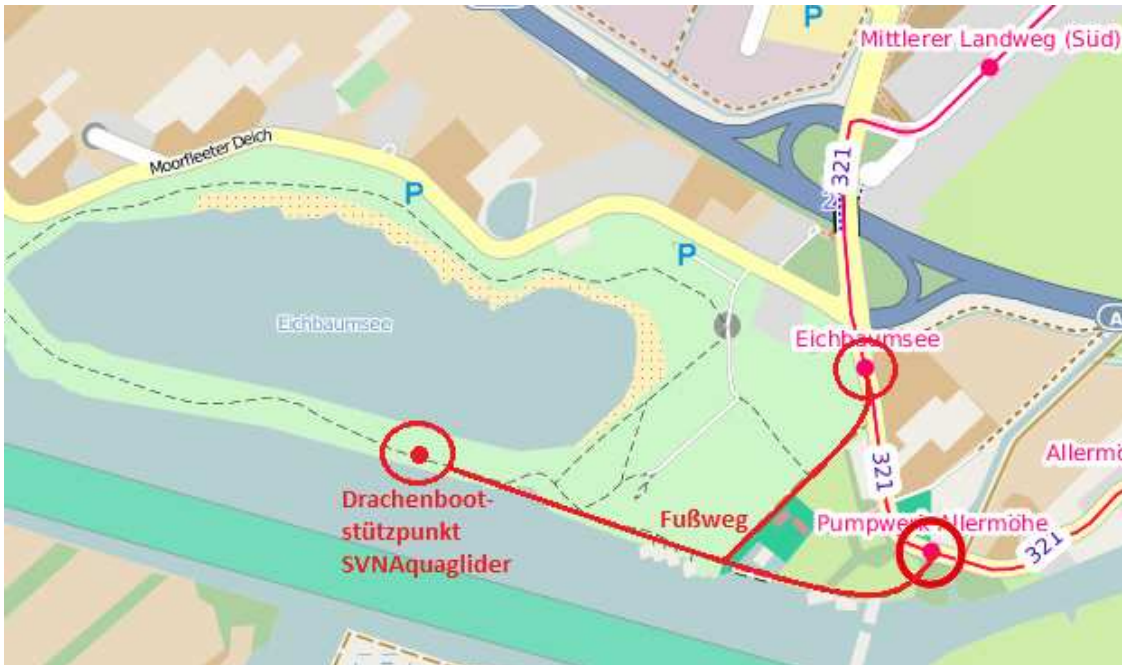 P
Mittlerer Landweg (Süd)
Moorfleeter Deich
321
P
P
Eichbaumsee
A
Eichbaumsee
321
Allermö
Drachenboot-
stützpunkt
SVNAquaglider
Fußweg
Pumpwerk Allermöhe
321